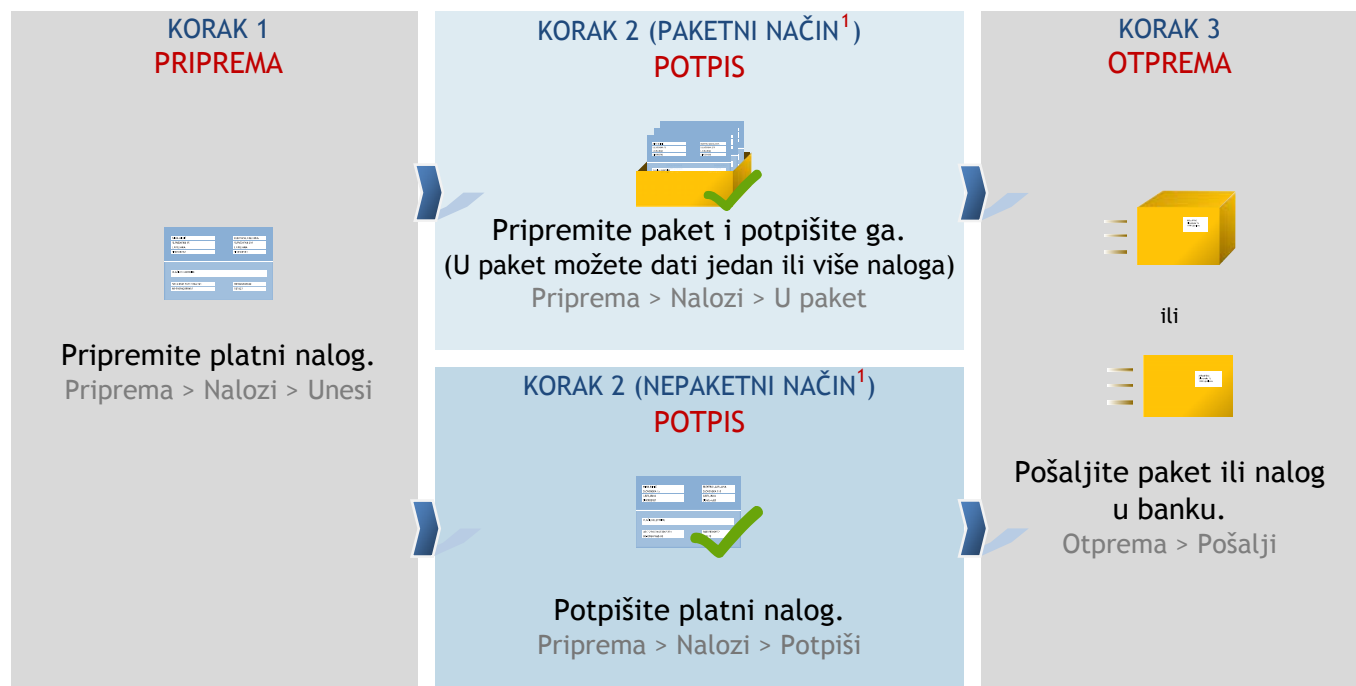 KORAK 1
PRIPREMA
Pripremite platni nalog.
Priprema > Nalozi > Unesi
KORAK 2 (PAKETNI NAČIN¹)
POTPIS
Pripremite paket i potpišite ga.
(U paket možete dati jedan ili više naloga)
Priprema > Nalozi > U paket
KORAK 2 (NEPAKETNI NAČIN¹)
POTPIS
Potpišite platni nalog.
Priprema > Nalozi > Potpiši
KORAK 3
OTPREMA
ili
Pošaljite paket ili nalog
u banku.
Otprema > Pošalji